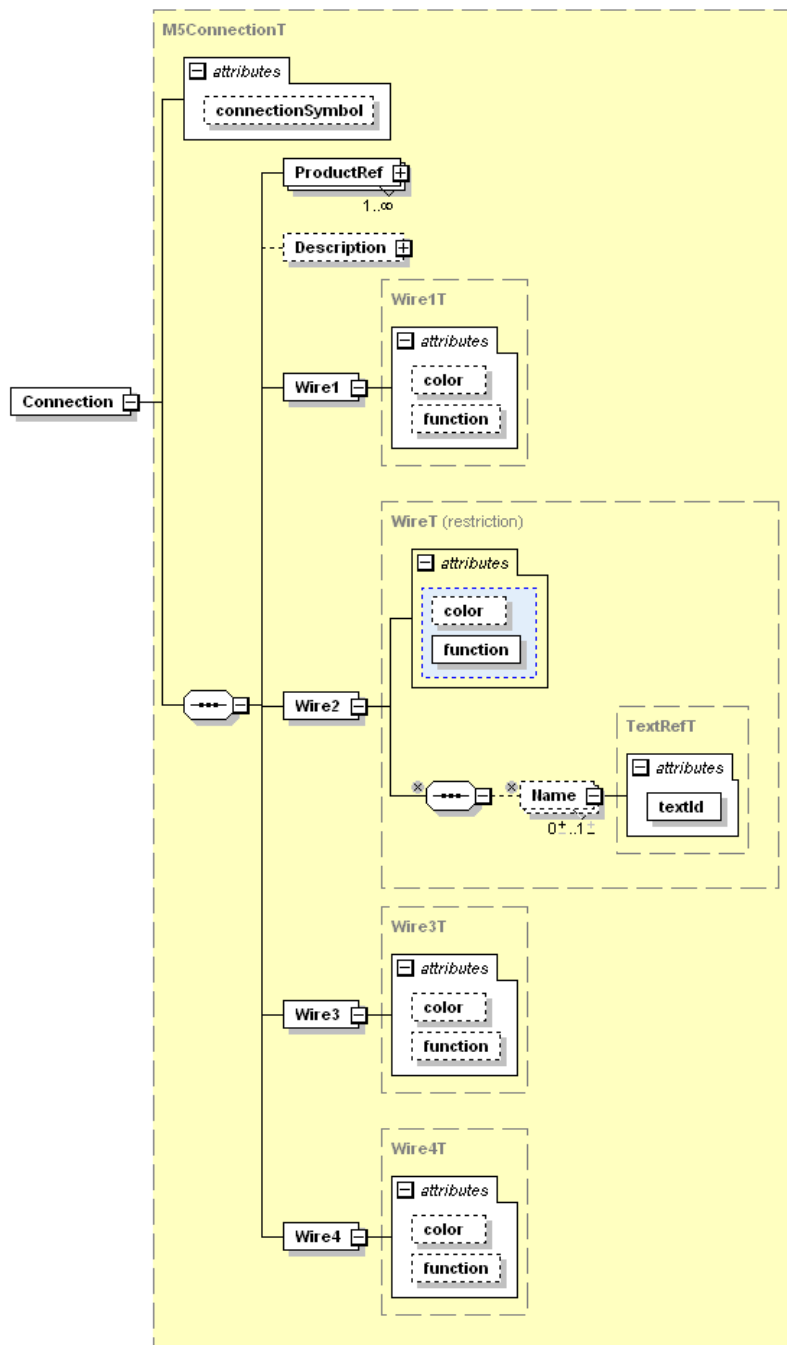 M5ConnectionT
attributes
connectionSymbol
ProductRef
1..∞
Description
Wire1T
attributes
color
function
Wire1
Connection
WireT (restriction)
attributes
color
function
Wire2
TextRefT
attributes
textId
Name
0±..1±
Wire3T
attributes
color
function
Wire3
Wire4T
attributes
color
function
Wire4